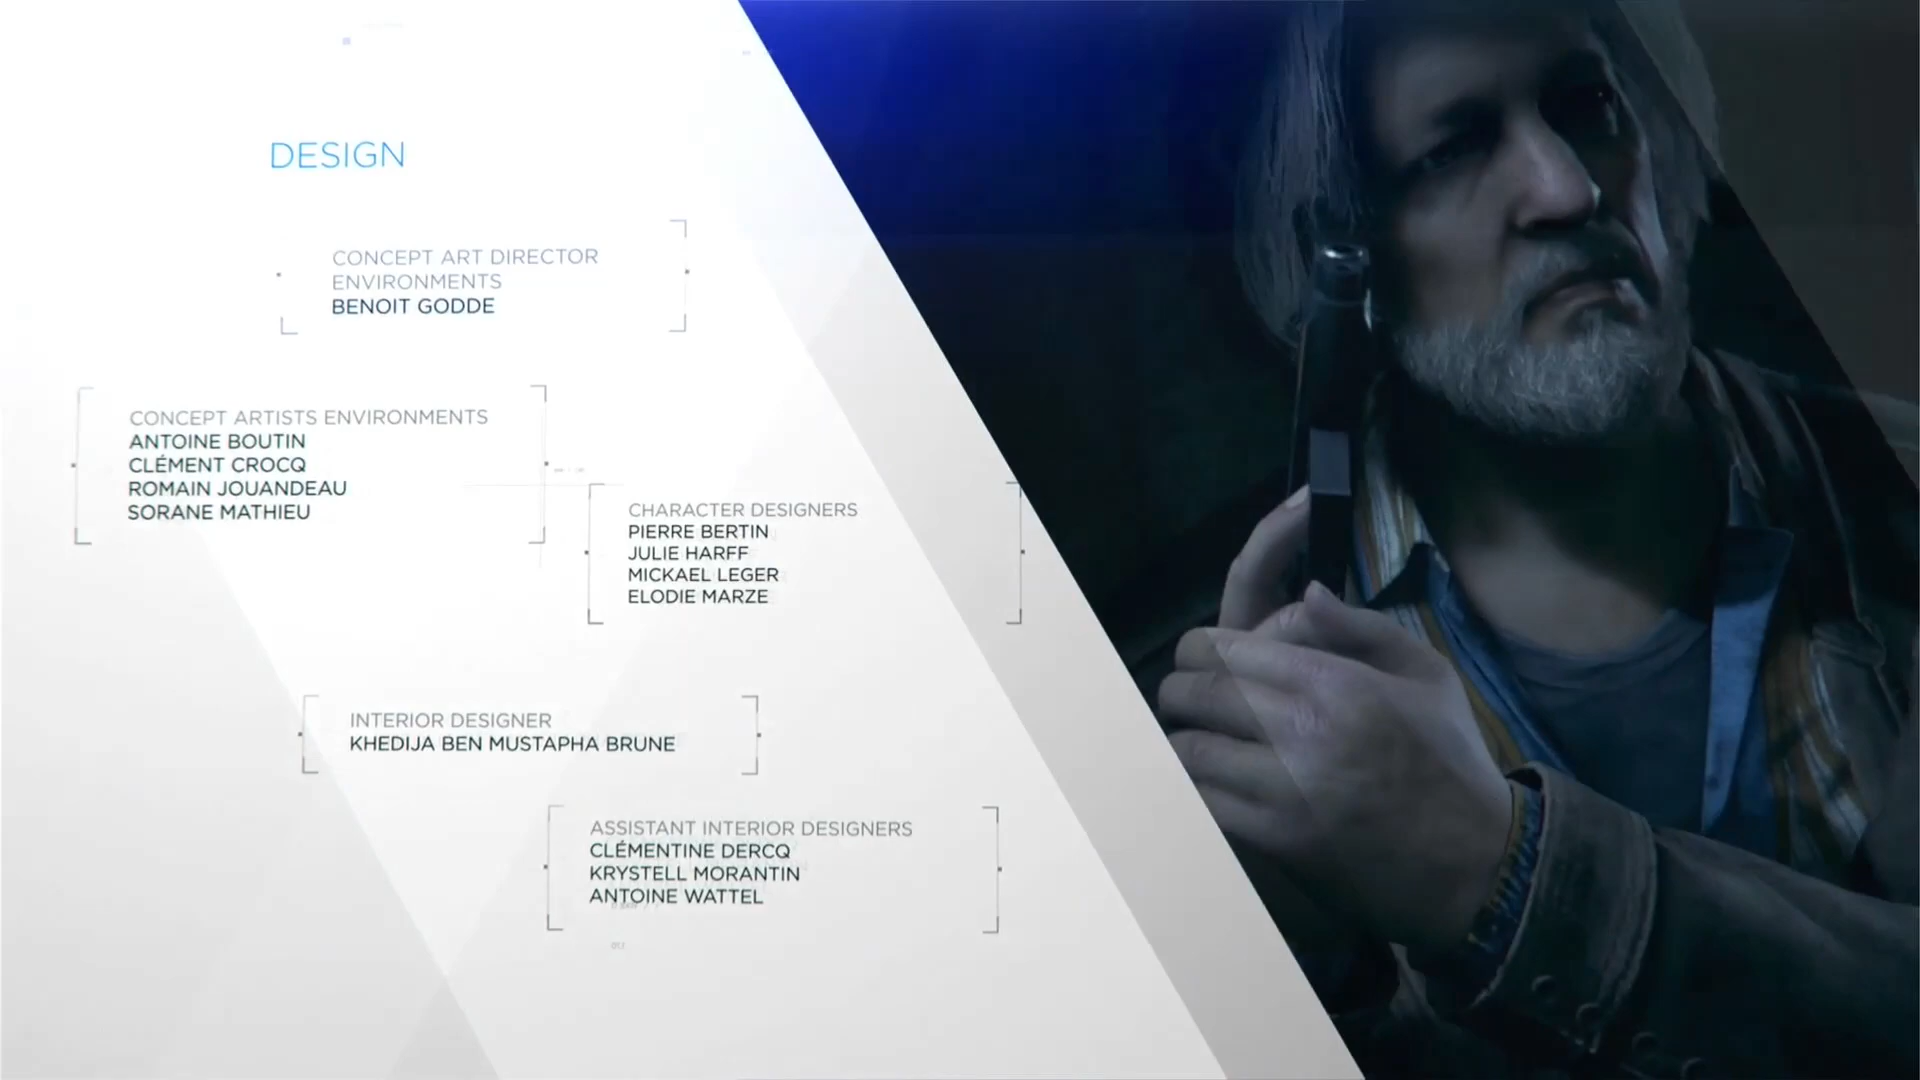 DESIGN
CONCEPT ART DIRECTOR
ENVIRONMENTS
BENOIT GODDE
CONCEPT ARTISTS ENVIRONMENTS
ANTOINE BOUTIN
CLÉMENT CROCQ
ROMAIN JOUANDEAU
SORANE MATHIEU
CHARACTER DESIGNERS
PIERRE BERTIN
JULIE HARFF
MICKAEL LEGER
ELODIE MARZE
INTERIOR DESIGNER
KHEDIJA BEN MUSTAPHA BRUNE
ASSISTANT INTERIOR DESIGNERS
CLÉMENTINE DERCQ
KRYSTELL MORANTIN
ANTOINE WATTEL